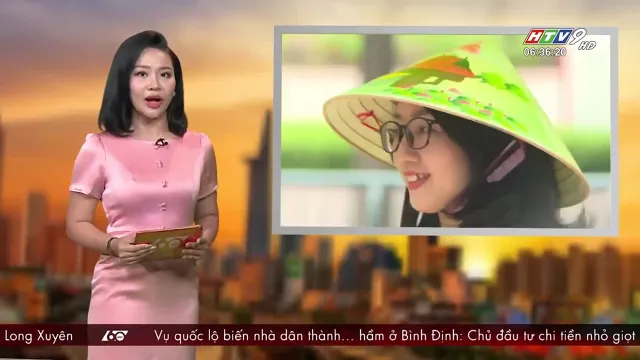 HTV9 HD
06:36:20
Long Xuyên 60 Vụ quốc lộ biến nhà dân thành... hầm ở Bình Định: Chủ đầu tư chi tiền nhỏ giọt